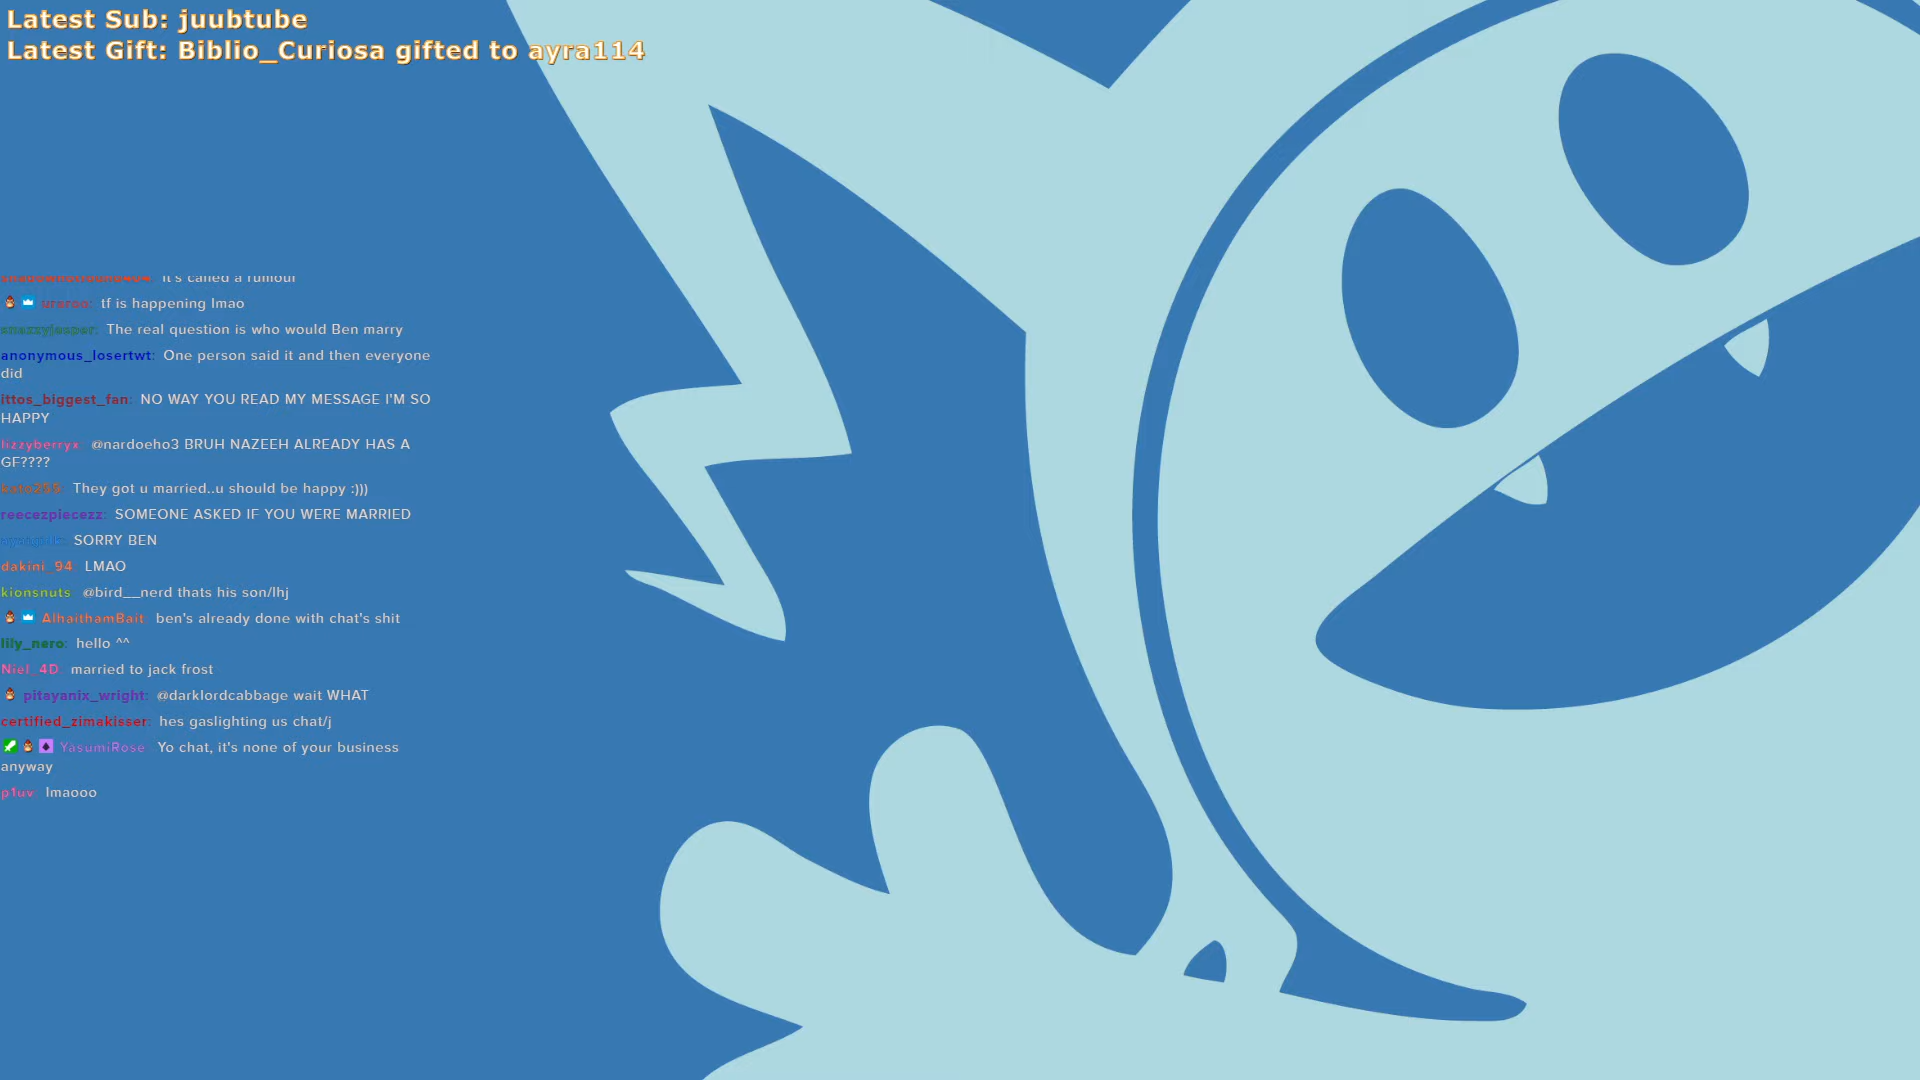 Latest Sub: juubtube
Latest Gift: Biblio_Curiosa gifted to ayra114
it's called a rumour
tf is happening lmao
snazzyjasper: The real question is who would Ben marry
anonymous_losertwt: One person said it and then everyone
did
ittos_biggest_fan: NO WAY YOU READ MY MESSAGE I'M SO
HAPPY
lizzyberryx: @nardoeho3 BRUH NAZEEH ALREADY HAS A
GF????
They got u married..u should be happy :)))
reecezpiecezz: SOMEONE ASKED IF YOU WERE MARRIED
SORRY BEN
dakini_94: LMAO
kionsnuts: @bird__nerd thats his son/lhj
AlhaithamBait: ben's already done with chat's shit
lily_nero: hello ^^
Niel_4D: married to jack frost
pitayanix_wright: @darklordcabbage wait WHAT
certified_zimakisser: hes gaslighting us chat/j
YasumiRose: Yo chat, it's none of your business
anyway
p1uv: lmaooo